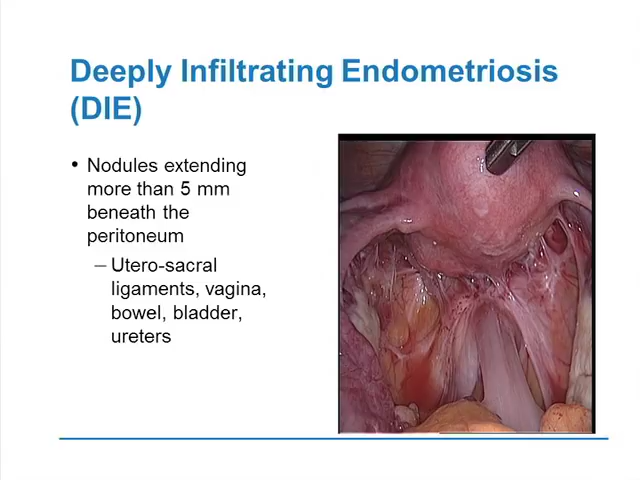 Deeply Infiltrating Endometriosis
(DIE)
• Nodules extending
more than 5 mm
beneath the
peritoneum
– Utero-sacral
ligaments, vagina,
bowel, bladder,
ureters